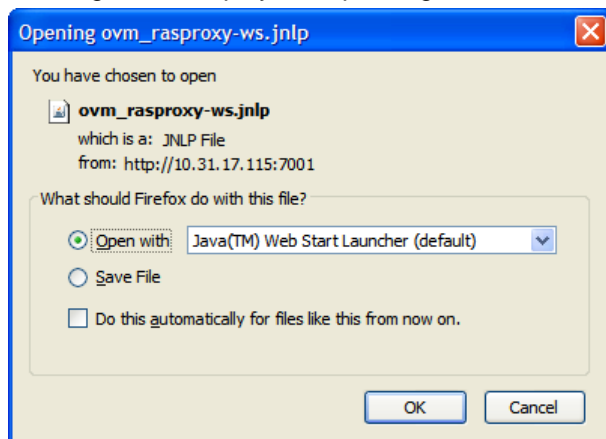 Opening ovm_rasproxy-ws.jnlp
You have chosen to open
ovm_rasproxy-ws.jnlp
which is a: JNLP File
from: http://10.31.17.115:7001
What should Firefox do with this file?
Open with Java(TM) Web Start Launcher (default)
Save File
Do this automatically for files like this from now on.
OK Cancel